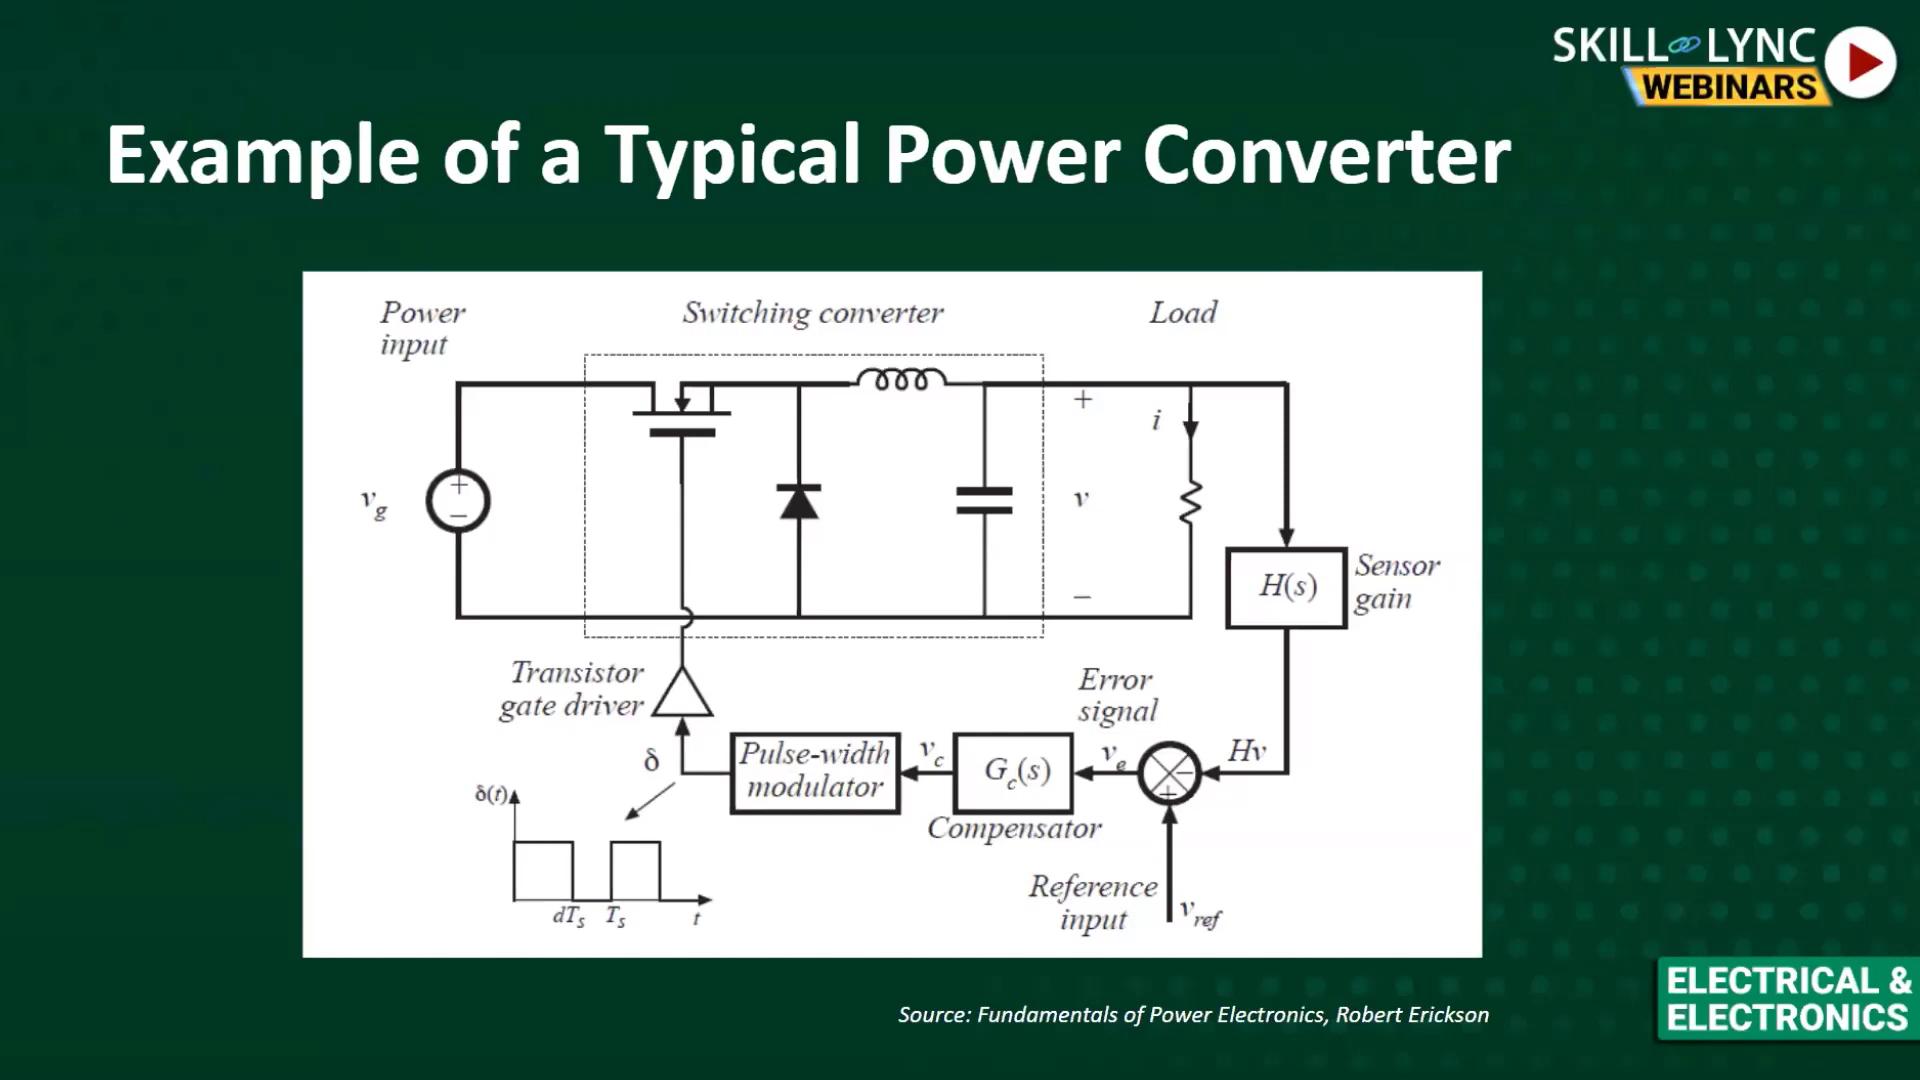 SKILL LYNC
WEBINARS
Example of a Typical Power Converter
Power
input
Switching converter
Load
+
i
v_g
+
−
v
−
H(s)
Sensor
gain
Transistor
gate driver
Error
signal
δ
Pulse-width
modulator
v_c
G_c(s)
v_e
−
+
Hv
Compensator
δ(t)
dT_s
T_s
t
Reference
input
v_ref
Source: Fundamentals of Power Electronics, Robert Erickson
ELECTRICAL &
ELECTRONICS